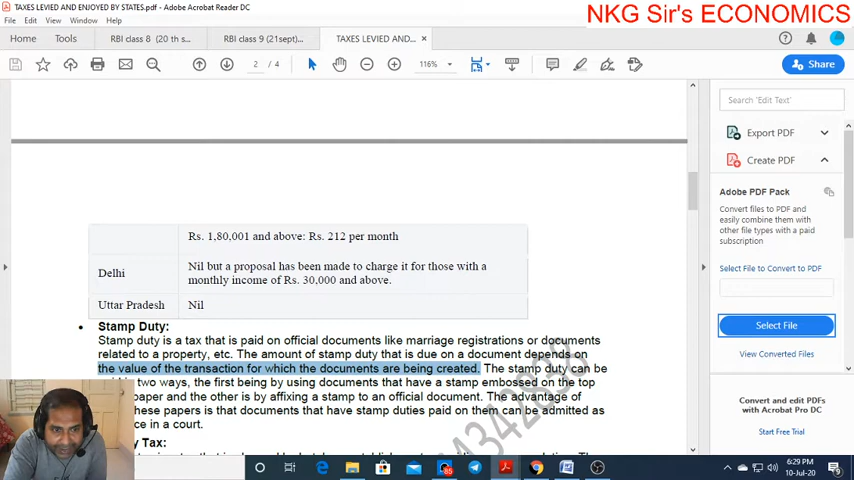 TAXES LEVIED AND ENJOYED BY STATES.pdf - Adobe Acrobat Reader DC
NKG Sir's ECONOMICS
File Edit View Window Help
Home Tools RBI class 8 (20 th s... RBI class 9 (21sept)... TAXES LEVIED AND... ×
Share
2 / 4 116%
Search 'Edit Text'
Export PDF
Create PDF
Adobe PDF Pack
Convert files to PDF and
easily combine them with
other file types with a paid
subscription
Select File to Convert to PDF
Select File
View Converted Files
Convert and edit PDFs
with Acrobat Pro DC
Start Free Trial
Rs. 1,80,001 and above: Rs. 212 per month
Delhi Nil but a proposal has been made to charge it for those with a
monthly income of Rs. 30,000 and above.
Uttar Pradesh Nil
• Stamp Duty:
Stamp duty is a tax that is paid on official documents like marriage registrations or documents
related to a property, etc. The amount of stamp duty that is due on a document depends on
the value of the transaction for which the documents are being created. The stamp duty can be
two ways, the first being by using documents that have a stamp embossed on the top
paper and the other is by affixing a stamp to an official document. The advantage of
hese papers is that documents that have stamp duties paid on them can be admitted as
ce in a court.
y Tax:
6:29 PM
10-Jul-20